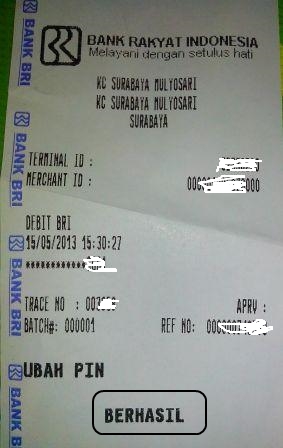 BANK RAKYAT INDONESIA
Melayani dengan setulus hati
KC SURABAYA MULYOSARI
KC SURABAYA MULYOSARI
SURABAYA
TERMINAL ID :
MERCHANT ID :
DEBIT BRI
15/05/2013 15:30:27
TRACE NO :
APRV :
BATCH#: 000001
REF NO:
UBAH PIN
BERHASIL
BANK BRI
BANK BRI
BANK BRI
BANK BRI
BANK BRI